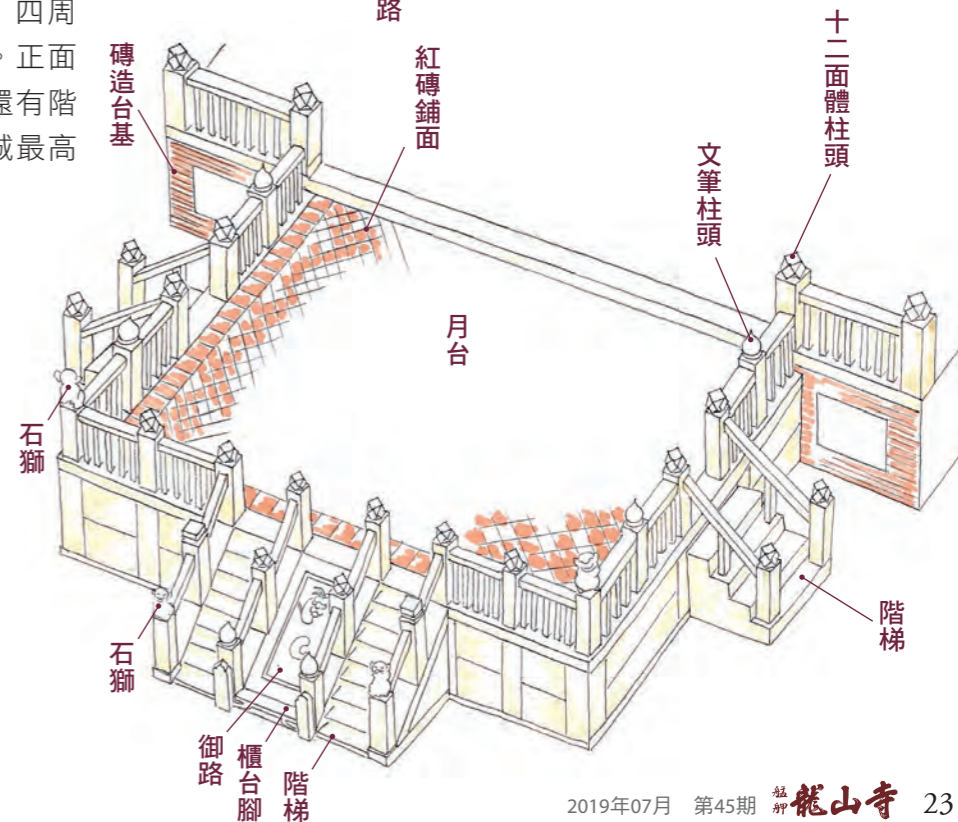 四周
。正面
還有階
誠最高
路
磚造台基
紅磚鋪面
十二面體柱頭
文筆柱頭
月台
石獅
石獅
階梯
御路
櫃台腳
階梯
2019年07月 第45期 艋舺 龍山寺 23